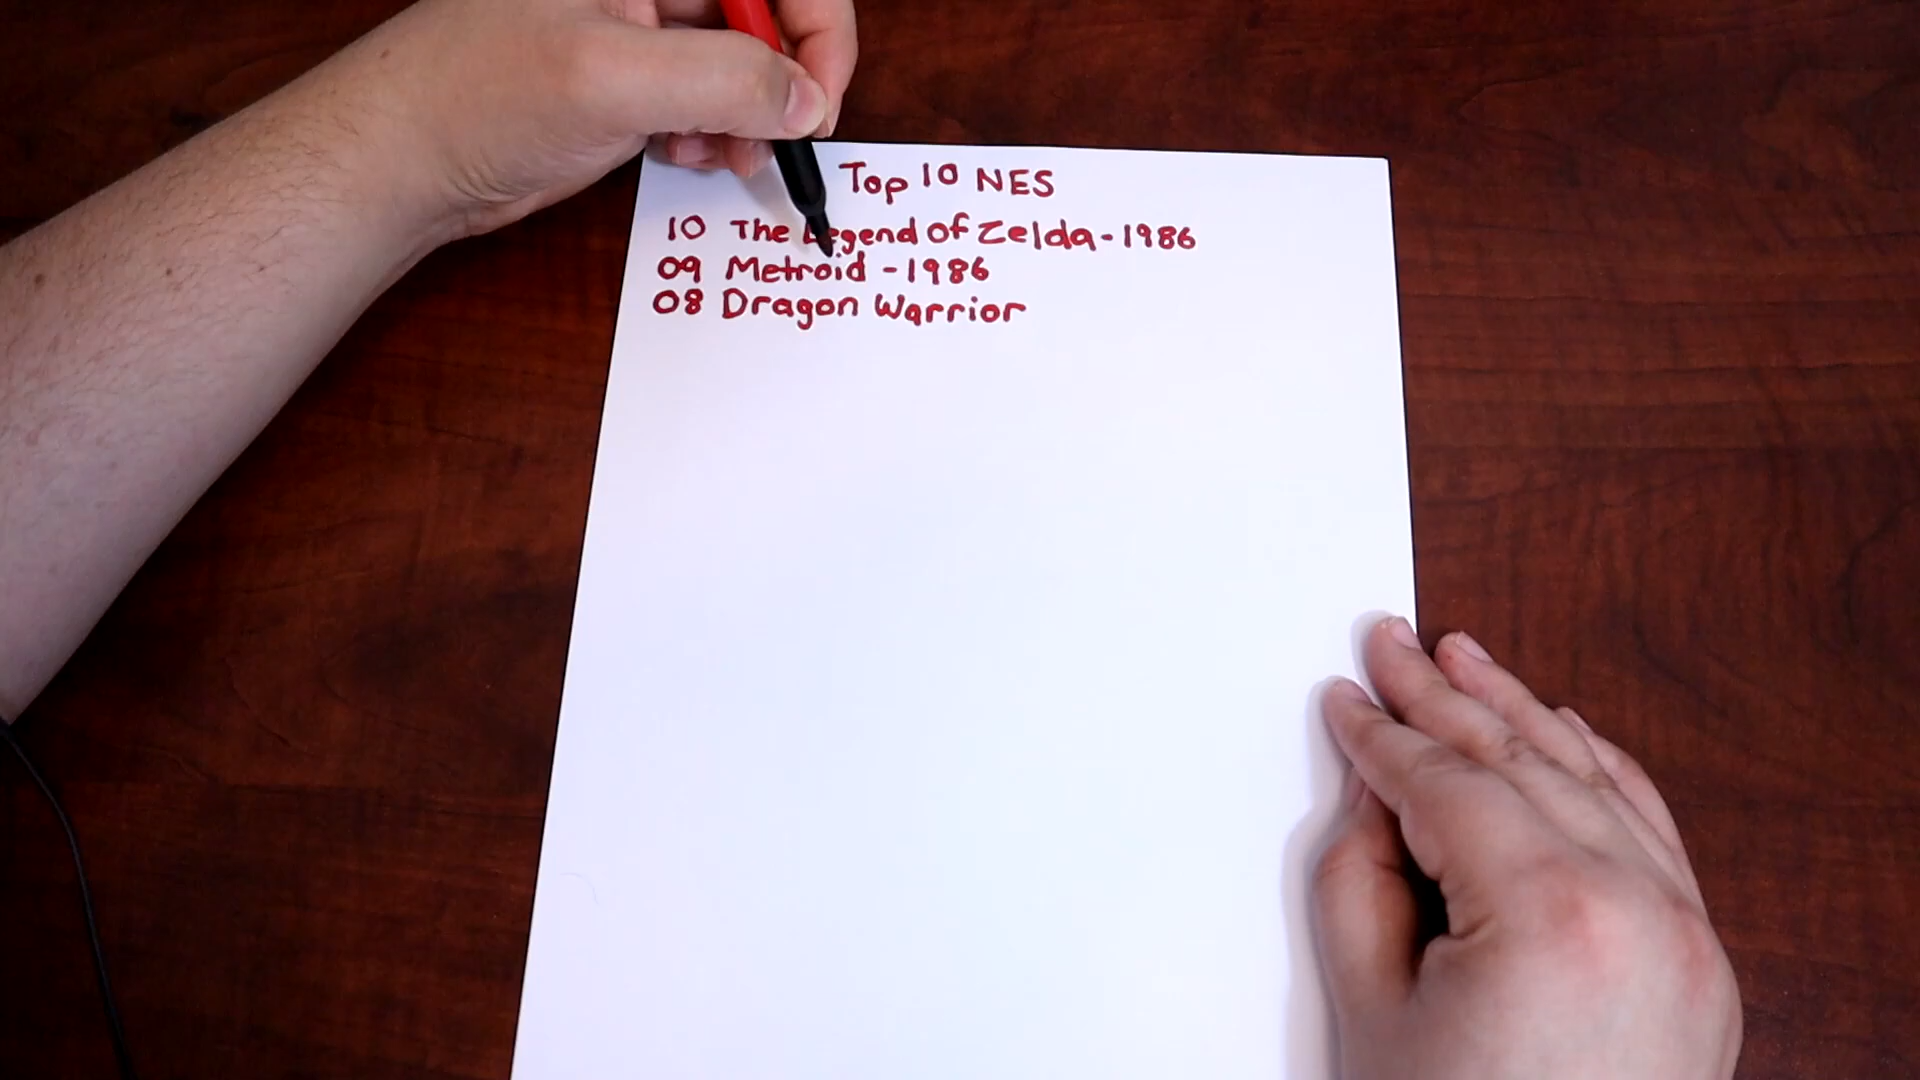 Top 10 NES
10 The Legend of Zelda - 1986
09 Metroid - 1986
08 Dragon Warrior